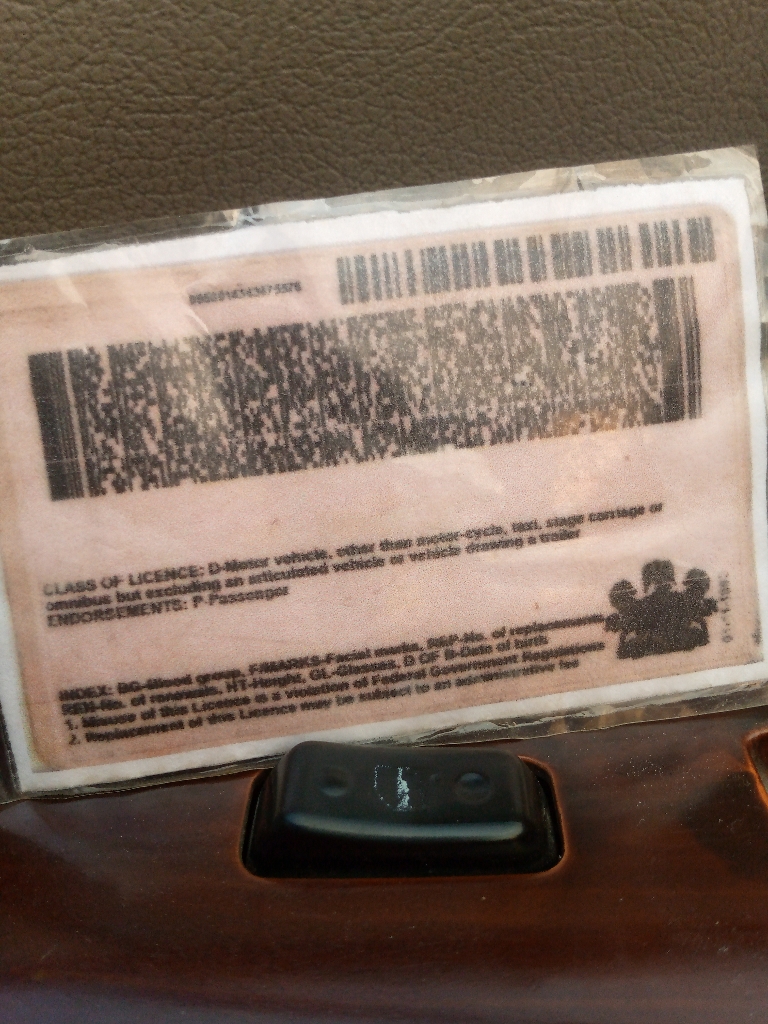 CLASS OF LICENCE: D-Motor vehicle, other than motor-cycle, taxi, stage carriage or
omnibus but excluding an articulated vehicle or vehicle drawing a trailer
ENDORSEMENTS: P-Passenger
INDEX: BG-Blood group, F/MARKS-Facial marks, REP-No. of replacements,
REN-No. of renewals, HT-Height, GL-Glasses, D OF B-Date of birth
1. Misuse of this Licence is a violation of Federal Government Regulations
2. Replacement of this Licence may be subject to an administrative fee